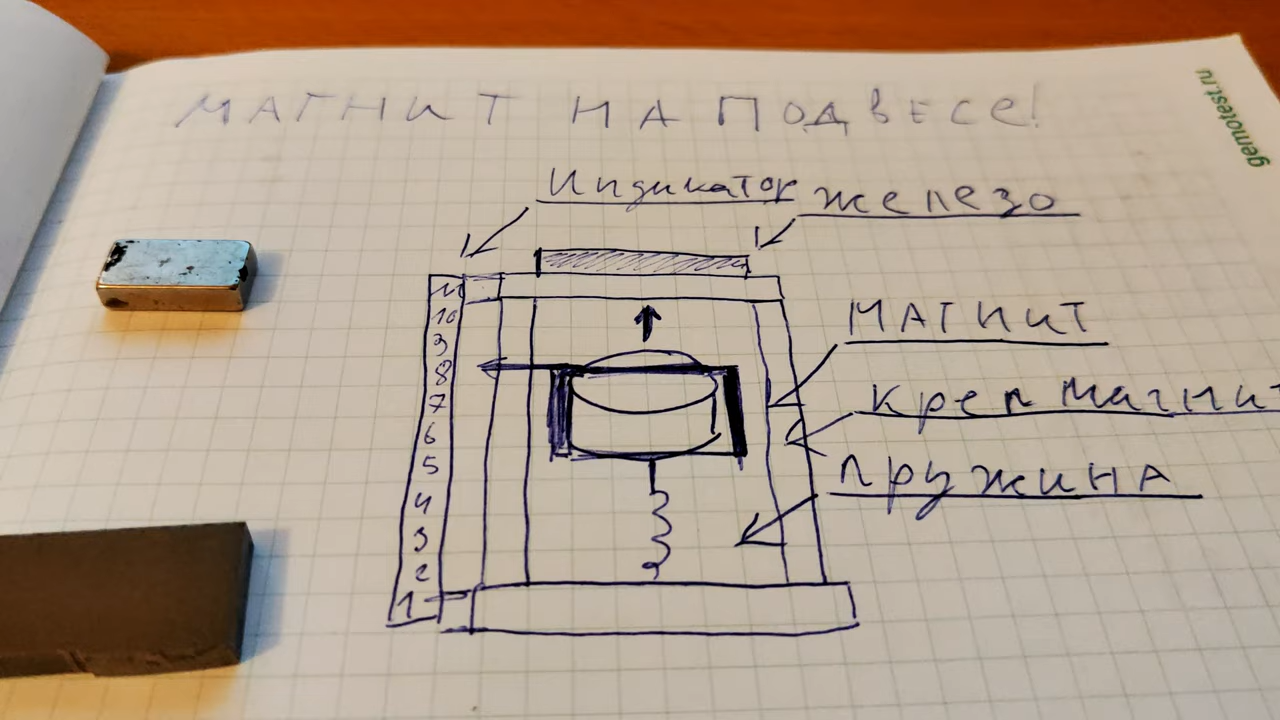 МАГНИТ НА ПОДВЕСЕ!
gemotest.ru
Индикатор
железо
МАГНИТ
Креп Магнит
ПРУЖИНА
11
10
9
8
7
6
5
4
3
2
1